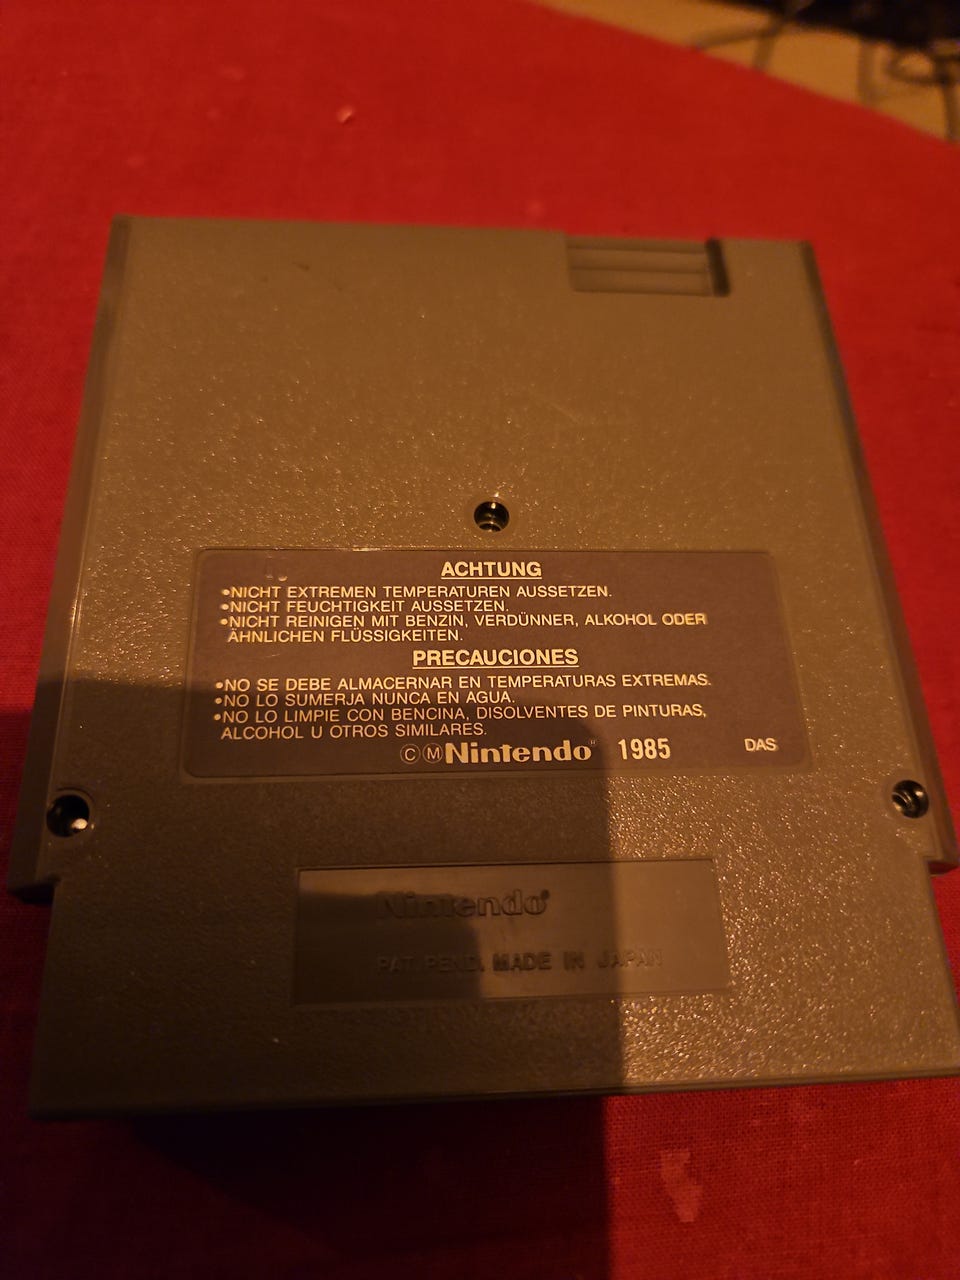 ACHTUNG
•NICHT EXTREMEN TEMPERATUREN AUSSETZEN.
•NICHT FEUCHTIGKEIT AUSSETZEN.
•NICHT REINIGEN MIT BENZIN, VERDÜNNER, ALKOHOL ODER
ÄHNLICHEN FLÜSSIGKEITEN.
PRECAUCIONES
•NO SE DEBE ALMACERNAR EN TEMPERATURAS EXTREMAS.
•NO LO SUMERJA NUNCA EN AGUA.
•NO LO LIMPIE CON BENCINA, DISOLVENTES DE PINTURAS,
ALCOHOL U OTROS SIMILARES.
ⒸⓂNintendo® 1985 DAS
Nintendo®
PAT. PEND. MADE IN JAPAN